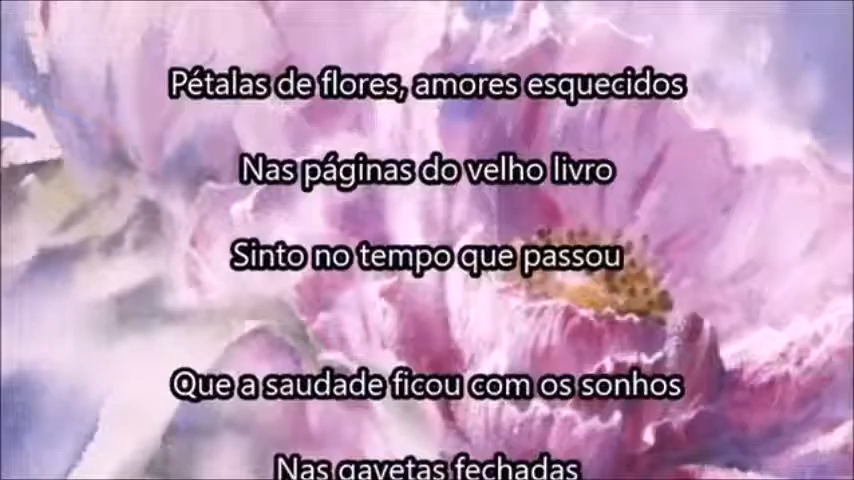 Pétalas de flores, amores esquecidos
Nas páginas do velho livro
Sinto no tempo que passou
Que a saudade ficou com os sonhos
Nas gavetas fechadas